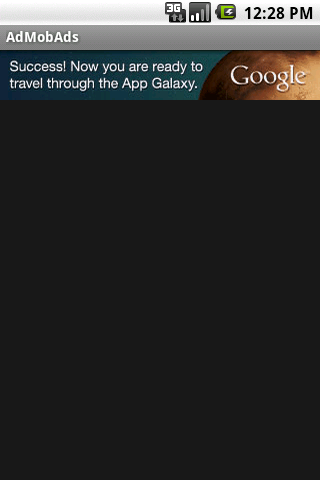 3G 12:28 PM
AdMobAds
Success! Now you are ready to
travel through the App Galaxy.
Google